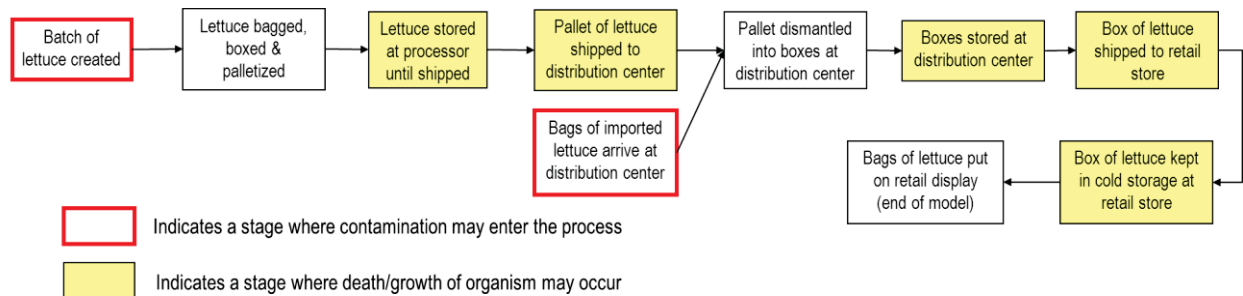 Batch of
lettuce created
Lettuce bagged,
boxed &
palletized
Lettuce stored
at processor
until shipped
Pallet of lettuce
shipped to
distribution center
Pallet dismantled
into boxes at
distribution center
Boxes stored at
distribution center
Box of lettuce
shipped to retail
store
Bags of imported
lettuce arrive at
distribution center
Bags of lettuce put
on retail display
(end of model)
Box of lettuce kept
in cold storage at
retail store
Indicates a stage where contamination may enter the process
Indicates a stage where death/growth of organism may occur